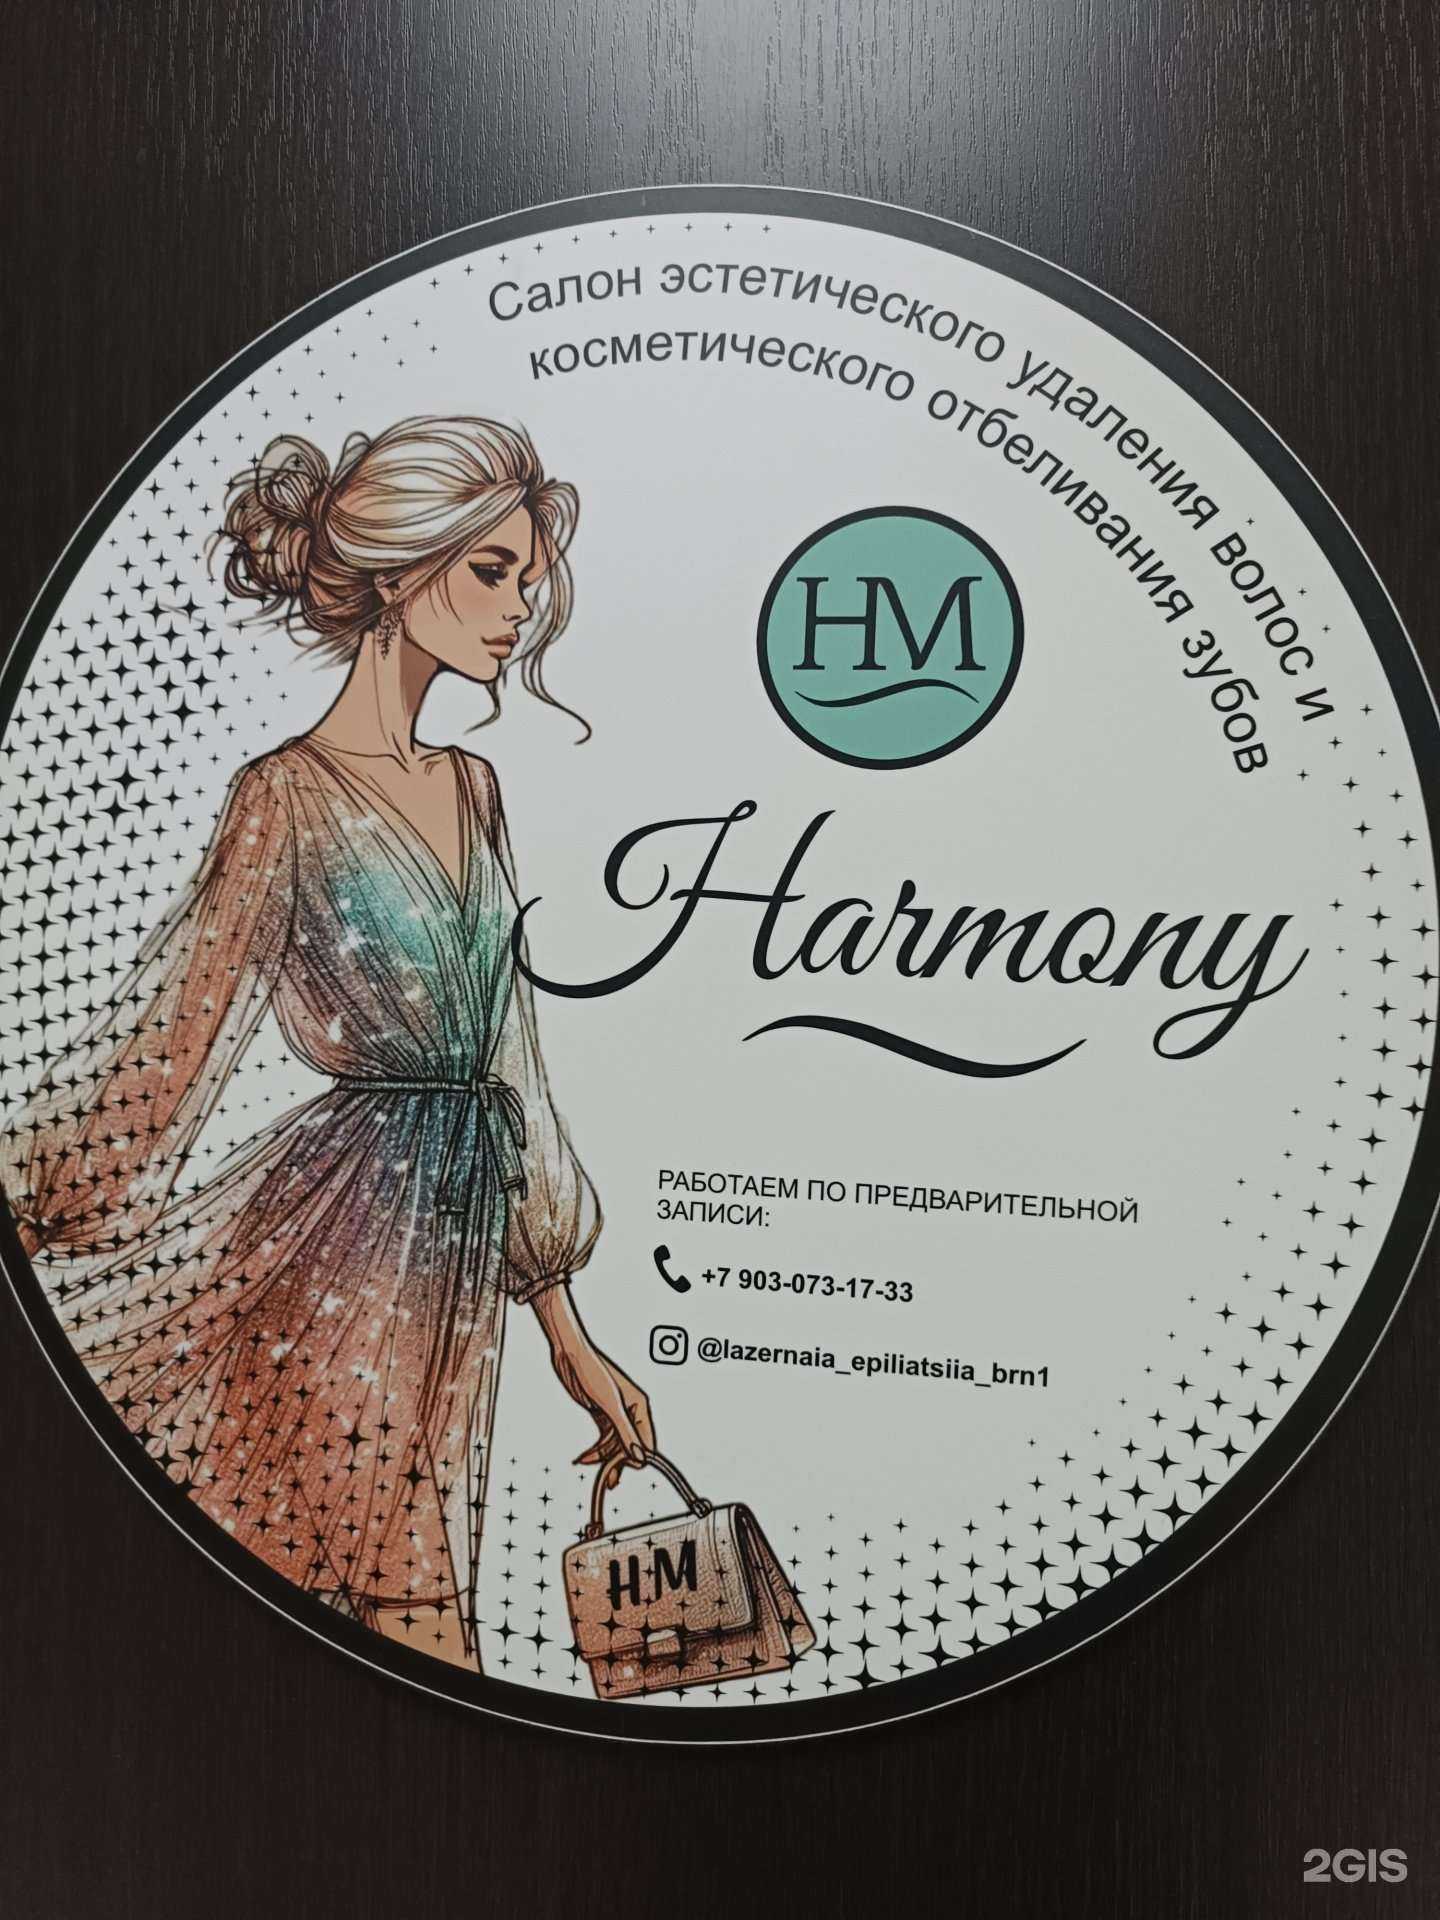 Салон эстетического удаления волос и
косметического отбеливания зубов
HM
Harmony
РАБОТАЕМ ПО ПРЕДВАРИТЕЛЬНОЙ
ЗАПИСИ:
+7 903-073-17-33
@lazernaia_epiliatsiia_brn1
HM
2GIS